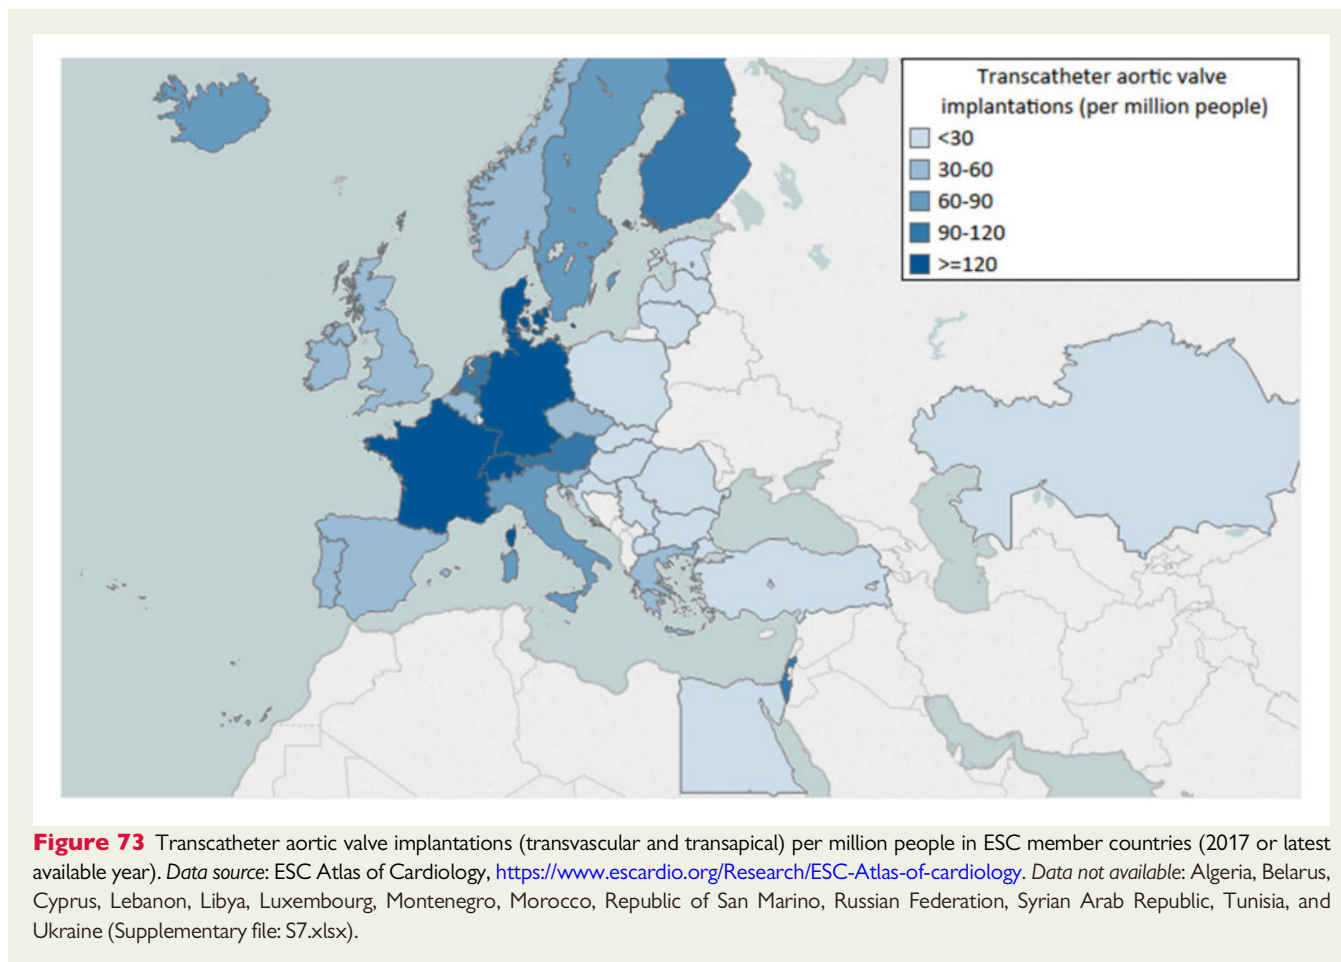 Transcatheter aortic valve
implantations (per million people)
<30
30-60
60-90
90-120
>=120
Figure 73 Transcatheter aortic valve implantations (transvascular and transapical) per million people in ESC member countries (2017 or latest
available year). Data source: ESC Atlas of Cardiology, https://www.escardio.org/Research/ESC-Atlas-of-cardiology. Data not available: Algeria, Belarus,
Cyprus, Lebanon, Libya, Luxembourg, Montenegro, Morocco, Republic of San Marino, Russian Federation, Syrian Arab Republic, Tunisia, and
Ukraine (Supplementary file: S7.xlsx).